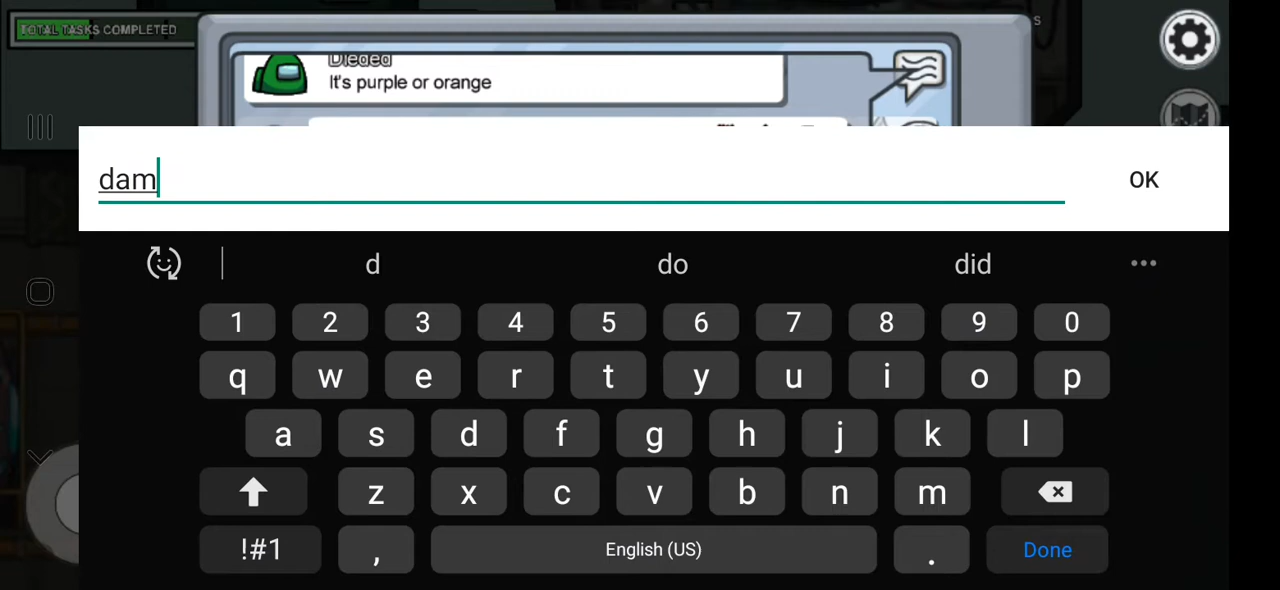 TOTAL TASKS COMPLETED
s
Dieded
It's purple or orange
dam
OK
d do did
1 2 3 4 5 6 7 8 9 0
q w e r t y u i o p
a s d f g h j k l
z x c v b n m
!#1 , English (US) . Done